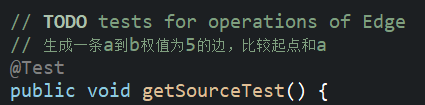 // TODO tests for operations of Edge
// 生成一条a到b权值为5的边，比较起点和a
@Test
public void getSourceTest() {